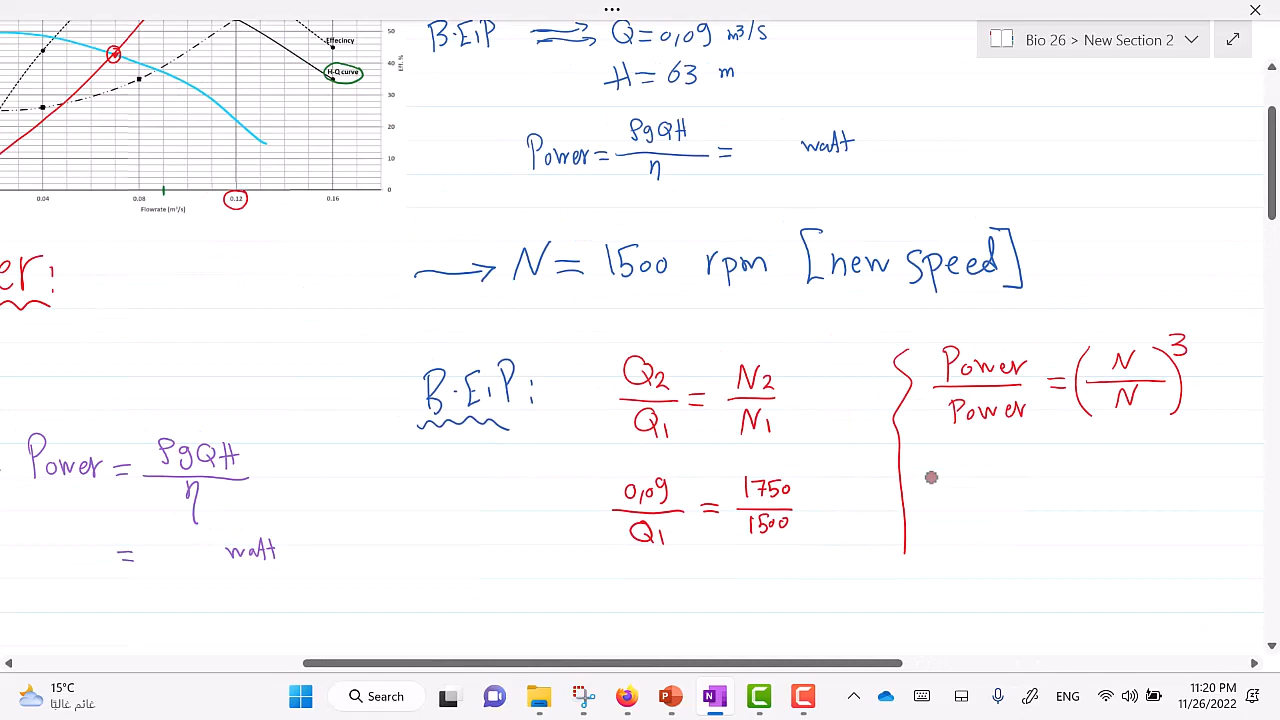 Bio 26 > New Section 2
50
40
30
20
10
0
Eff. %
Effecincy
H-Q curve
0.04 0.08 0.12 0.16
Flowrate [m³/s]
B.E.P ⟹ Q = 0,09 m³/s
H = 63 m
Power = ρgQH / η = watt
er:
→ N = 1500 rpm [new speed]
B.E.P:
Q2 / Q1 = N2 / N1
Power / Power = (N / N)³
Power = ρgQH / η
= watt
0,09 / Q1 = 1750 / 1500
15°C
غائم غالبًا
Search
ENG
11:20 PM
11/26/2022